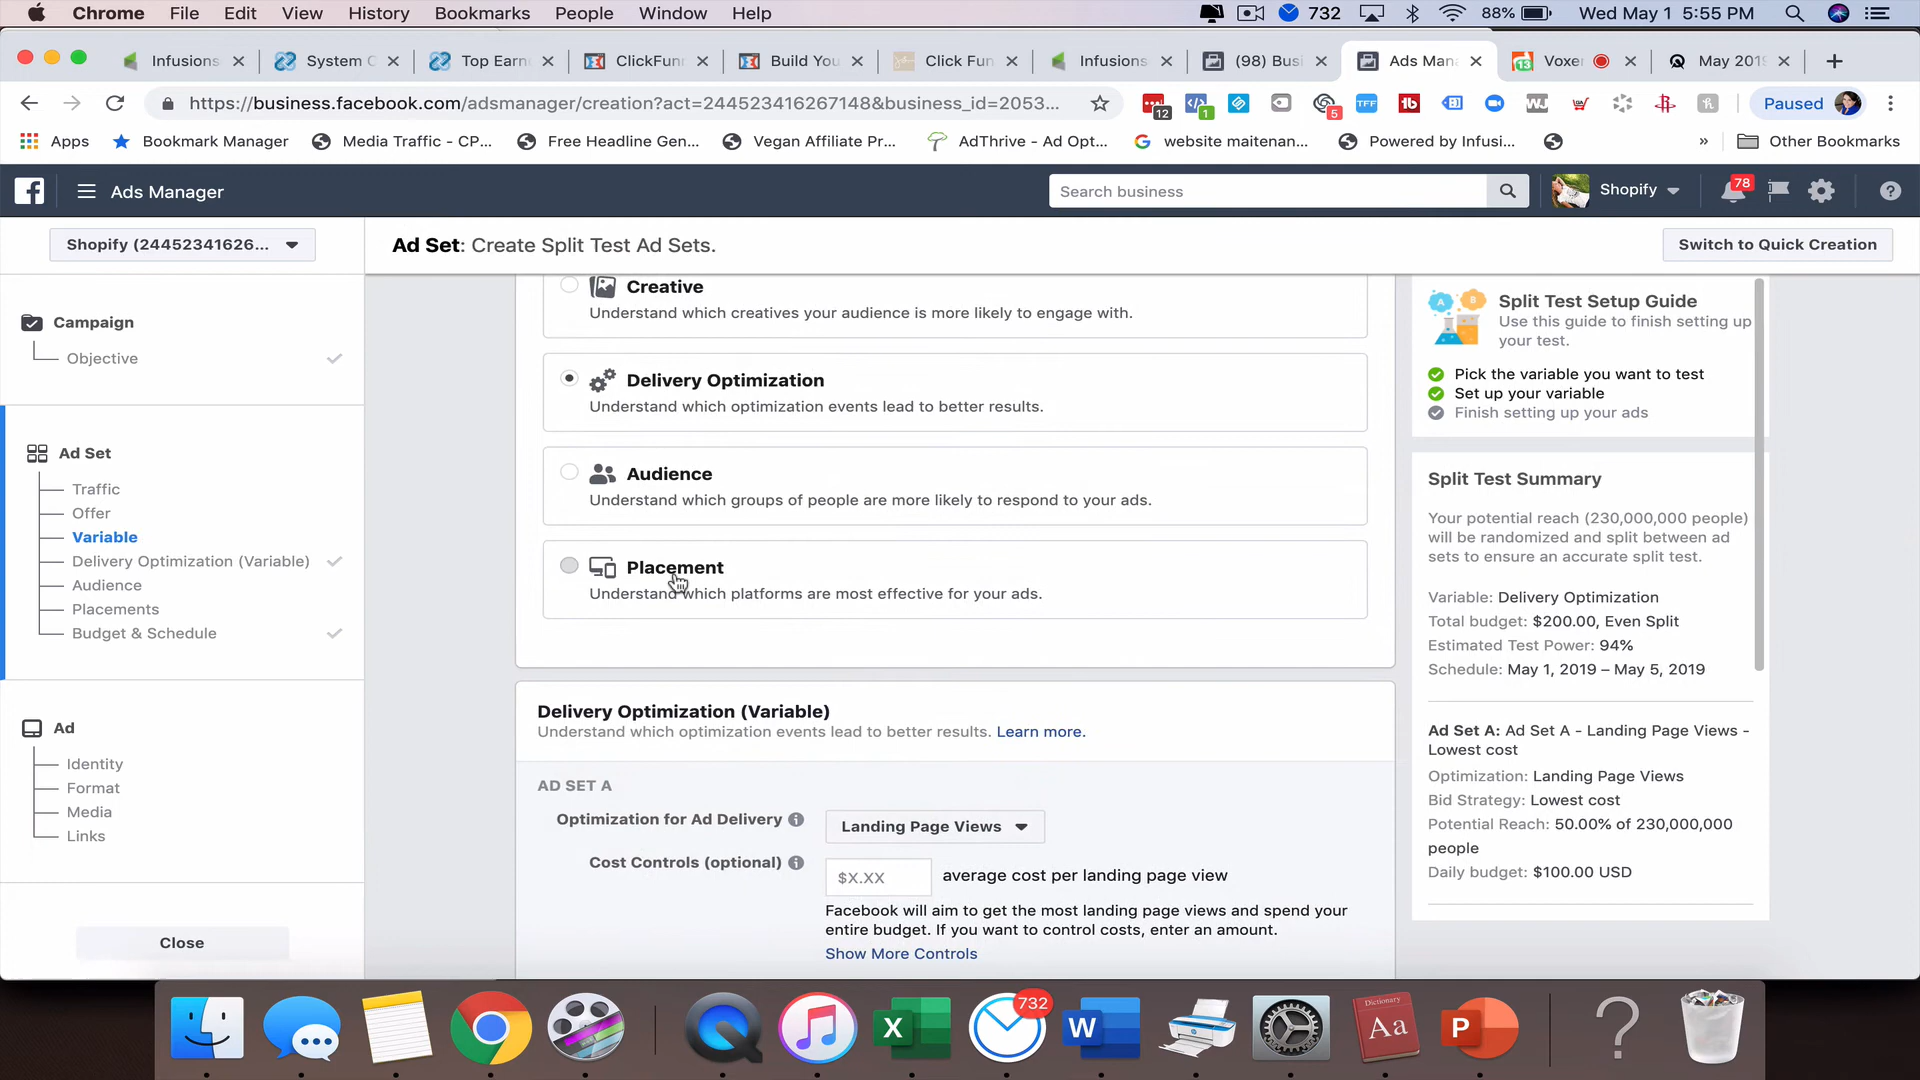 Chrome File Edit View History Bookmarks People Window Help 732 88% Wed May 1 5:55 PM
Infusions System C Top Earn ClickFun Build You Click Fun Infusions (98) Busi Ads Man 13 Voxer May 2019
https://business.facebook.com/adsmanager/creation?act=244523416267148&business_id=2053... 12 1 5 TFF WJ Paused
Apps Bookmark Manager Media Traffic - CP... Free Headline Gen... Vegan Affiliate Pr... AdThrive - Ad Opt... website maitenan... Powered by Infusi... » Other Bookmarks
Ads Manager Search business Shopify 78
Shopify (24452341626... Ad Set: Create Split Test Ad Sets. Switch to Quick Creation
Campaign
Objective
Ad Set
Traffic
Offer
Variable
Delivery Optimization (Variable)
Audience
Placements
Budget & Schedule
Ad
Identity
Format
Media
Links
Close
Creative
Understand which creatives your audience is more likely to engage with.
Delivery Optimization
Understand which optimization events lead to better results.
Audience
Understand which groups of people are more likely to respond to your ads.
Placement
Understand which platforms are most effective for your ads.
Delivery Optimization (Variable)
Understand which optimization events lead to better results. Learn more.
AD SET A
Optimization for Ad Delivery Landing Page Views
Cost Controls (optional) $X.XX average cost per landing page view
Facebook will aim to get the most landing page views and spend your
entire budget. If you want to control costs, enter an amount.
Show More Controls
A B
Split Test Setup Guide
Use this guide to finish setting up
your test.
Pick the variable you want to test
Set up your variable
Finish setting up your ads
Split Test Summary
Your potential reach (230,000,000 people)
will be randomized and split between ad
sets to ensure an accurate split test.
Variable: Delivery Optimization
Total budget: $200.00, Even Split
Estimated Test Power: 94%
Schedule: May 1, 2019 – May 5, 2019
Ad Set A: Ad Set A - Landing Page Views -
Lowest cost
Optimization: Landing Page Views
Bid Strategy: Lowest cost
Potential Reach: 50.00% of 230,000,000
people
Daily budget: $100.00 USD
X 732 W Dictionary Aa P ?